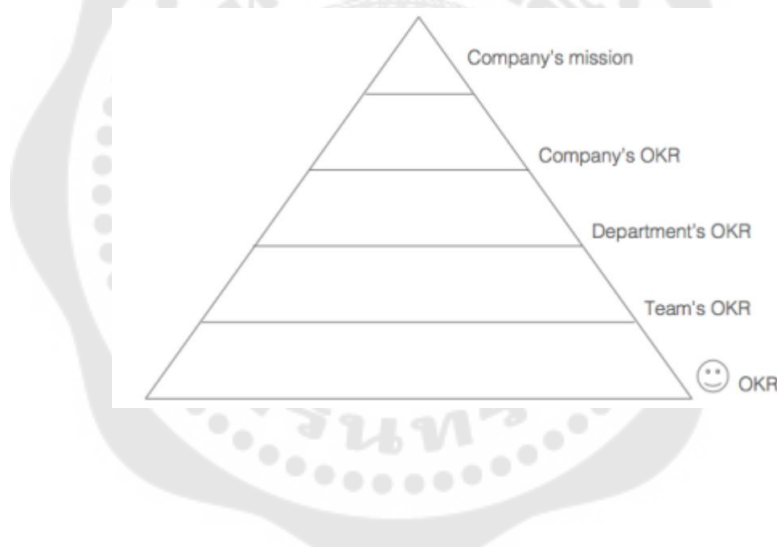 Company's mission
Company's OKR
Department's OKR
Team's OKR
OKR